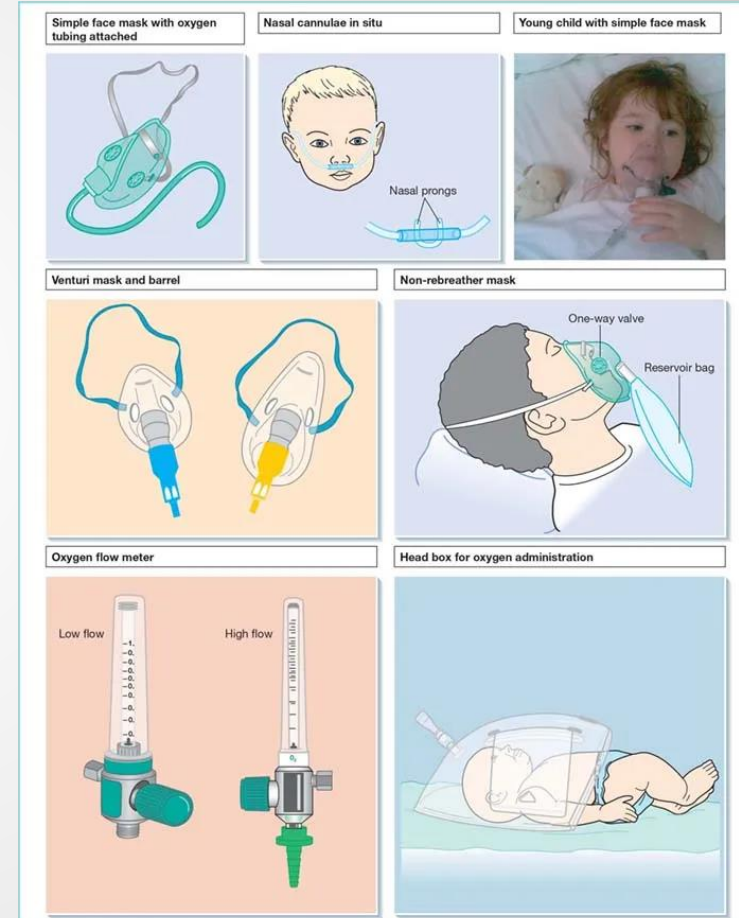 Simple face mask with oxygen
tubing attached
Nasal cannulae in situ
Young child with simple face mask
Nasal prongs
Venturi mask and barrel
Non-rebreather mask
One-way valve
Reservoir bag
Oxygen flow meter
Head box for oxygen administration
Low flow
High flow
O₂